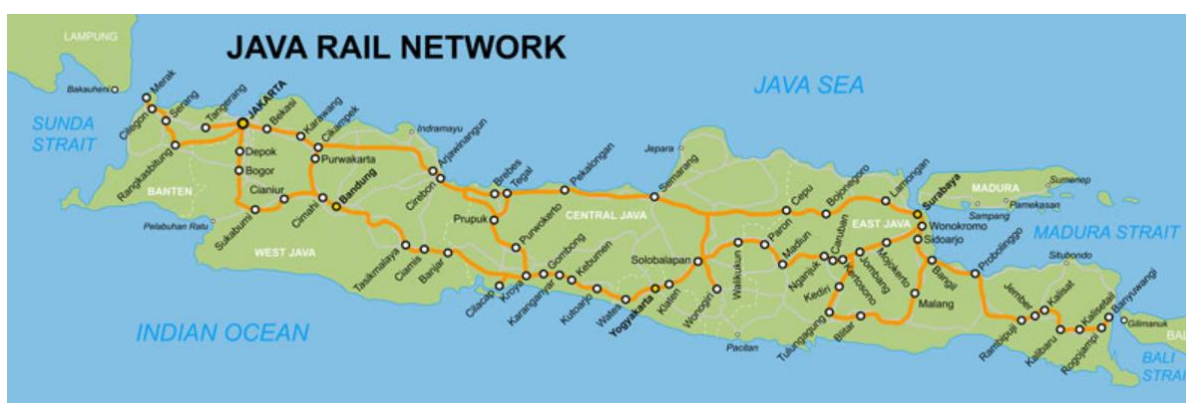 JAVA RAIL NETWORK
LAMPUNG
Bakauheni
SUNDA
STRAIT
JAVA SEA
INDIAN OCEAN
MADURA STRAIT
BALI
STRAI
BA
Merak
Cilegon
Serang
Tangerang
JAKARTA
Bekasi
Karawang
Cikampek
Indramayu
Arjawinangun
Rangkasbitung
Depok
Bogor
Purwakarta
Cianiur
Bandung
BANTEN
Pelabuhan Ratu
Sukabumi
Cimahi
WEST JAVA
Cirebon
Brebes
Tegal
Pekalongan
Prupuk
Purwokerto
CENTRAL JAVA
Jepara
Semarang
Tasikmalaya
Ciamis
Banjar
Cilacap
Kroya
Gombong
Karanganyar
Kebumen
Kutoarjo
Wates
Yogyakarta
Klaten
Solobalapan
Wonogiri
Walikukun
Paron
Madiun
Pacitan
Cepu
Bojonegoro
Lamongan
Surabaya
EAST JAVA
Wonokromo
Sidoarjo
MADURA
Sumenep
Pamekasan
Sampang
Nganjuk
Caruban
Kertosono
Jombang
Mojokerto
Kediri
Bangil
Malang
Tulungagung
Blitar
Probolinggo
Situbondo
Jember
Kalisat
Rambipuji
Kalibaru
Kalisetail
Rogojampi
Banyuwangi
Gilimanuk